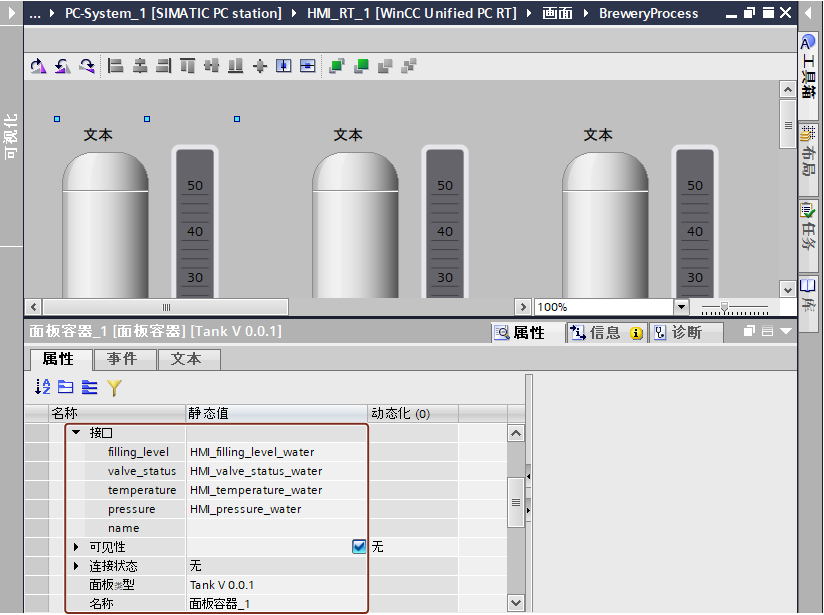 ... PC-System_1 [SIMATIC PC station] HMI_RT_1 [WinCC Unified PC RT] 画面 BreweryProcess
可视化
工具箱
布局
任务
库
文本 文本 文本
50 50 50
40 40 40
30 30 30
100%
面板容器_1 [面板容器] [Tank V 0.0.1] 属性 信息 诊断
属性 事件 文本
名称 静态值 动态化 (0)
接口
filling_level HMI_filling_level_water
valve_status HMI_valve_status_water
temperature HMI_temperature_water
pressure HMI_pressure_water
name
可见性 无
连接状态 无
面板类型 Tank V 0.0.1
名称 面板容器_1